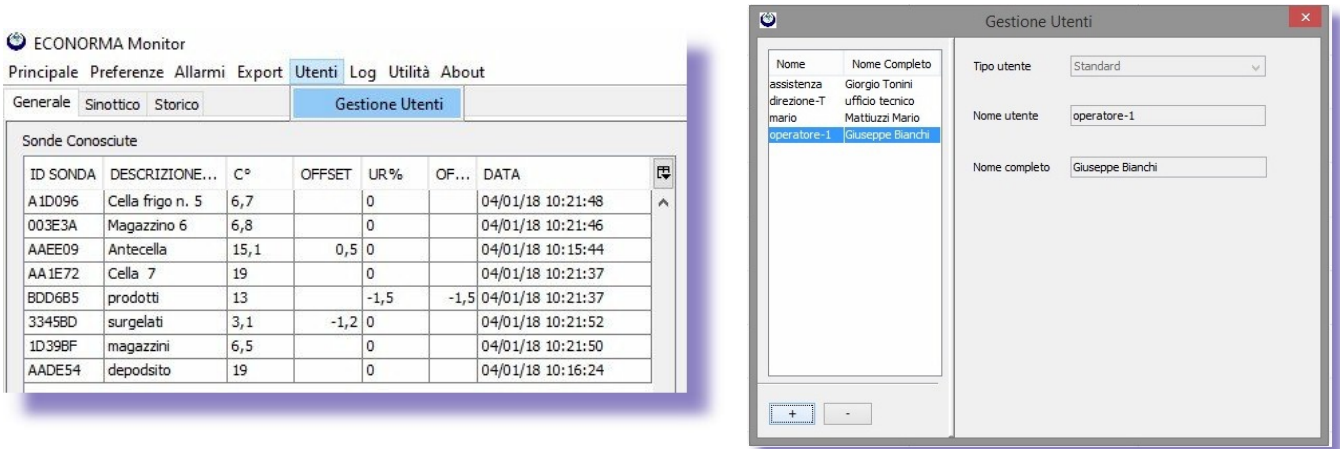 ECONORMA Monitor
Principale Preferenze Allarmi Export Utenti Log Utilità About
Generale Sinottico Storico Gestione Utenti
Sonde Conosciute
ID SONDA DESCRIZIONE... C° OFFSET UR% OF... DATA
A1D096 Cella frigo n. 5 6,7 0 04/01/18 10:21:48
003E3A Magazzino 6 6,8 0 04/01/18 10:21:46
AAEE09 Antecella 15,1 0,5 0 04/01/18 10:15:44
AA1E72 Cella 7 19 0 04/01/18 10:21:37
BDD6B5 prodotti 13 -1,5 -1,5 04/01/18 10:21:37
3345BD surgelati 3,1 -1,2 0 04/01/18 10:21:52
1D39BF magazzini 6,5 0 04/01/18 10:21:50
AADE54 depodsito 19 0 04/01/18 10:16:24
Gestione Utenti
Nome Nome Completo
assistenza Giorgio Tonini
direzione-T ufficio tecnico
mario Mattiuzzi Mario
operatore-1 Giuseppe Bianchi
+ -
Tipo utente Standard
Nome utente operatore-1
Nome completo Giuseppe Bianchi